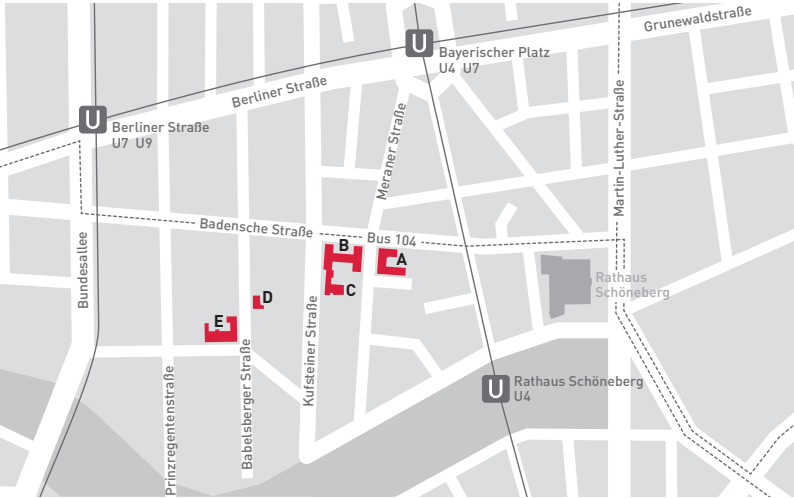 Grunewaldstraße
U
Bayerischer Platz
U4 U7
Berliner Straße
U
Berliner Straße
U7 U9
Martin-Luther-Straße
Meraner Straße
Badensche Straße
Bus 104
B
A
C
D
E
Bundesallee
Rathaus
Schöneberg
Kufsteiner Straße
Babelsberger Straße
Prinzregentenstraße
U
Rathaus Schöneberg
U4